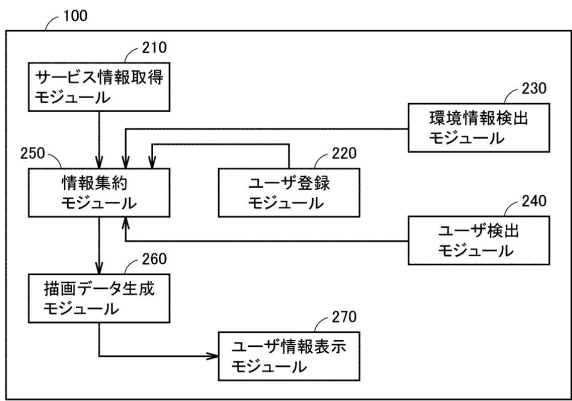 100
210
サービス情報取得
モジュール
230
環境情報検出
モジュール
250
情報集約
モジュール
220
ユーザ登録
モジュール
240
ユーザ検出
モジュール
260
描画データ生成
モジュール
270
ユーザ情報表示
モジュール